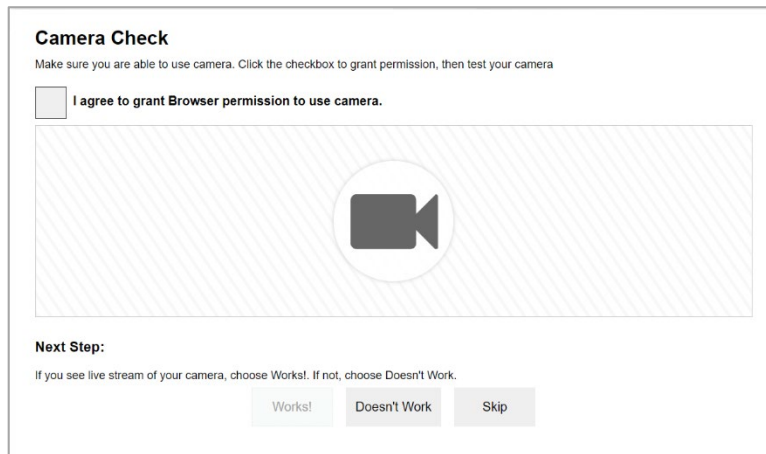 Camera Check
Make sure you are able to use camera. Click the checkbox to grant permission, then test your camera
I agree to grant Browser permission to use camera.
Next Step:
If you see live stream of your camera, choose Works!. If not, choose Doesn't Work.
Works! Doesn't Work Skip